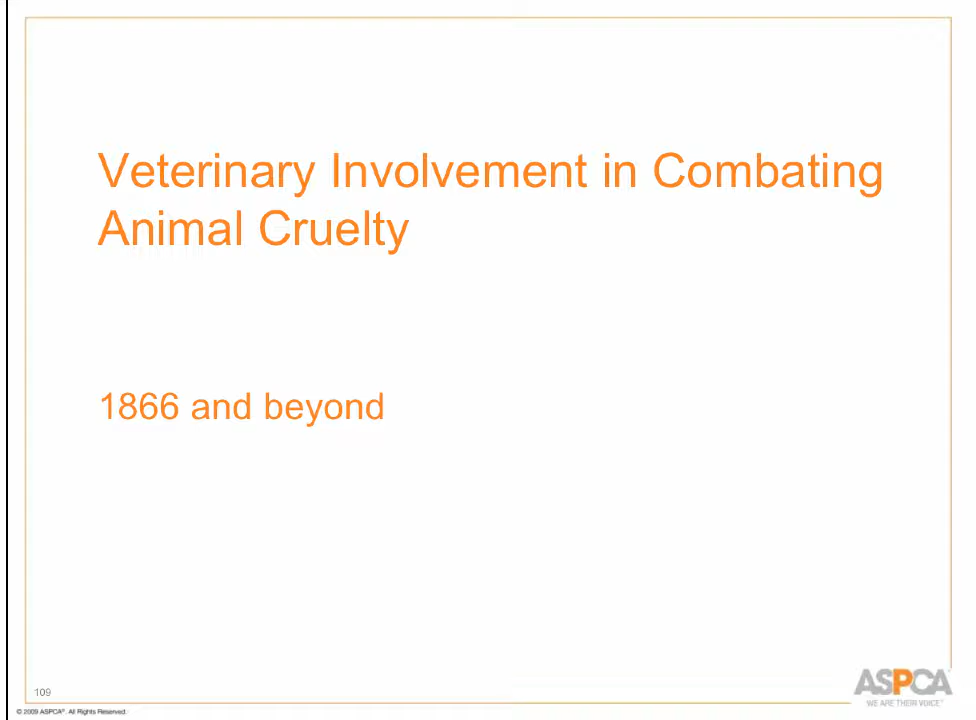 Veterinary Involvement in Combating
Animal Cruelty
1866 and beyond
109
© 2009 ASPCA®. All Rights Reserved.
ASPCA
WE ARE THEIR VOICE™